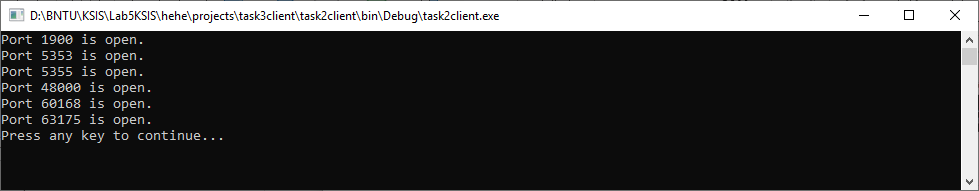 D:\BNTU\KSIS\Lab5KSIS\hehe\projects\task3client\task2client\bin\Debug\task2client.exe
Port 1900 is open.
Port 5353 is open.
Port 5355 is open.
Port 48000 is open.
Port 60168 is open.
Port 63175 is open.
Press any key to continue...